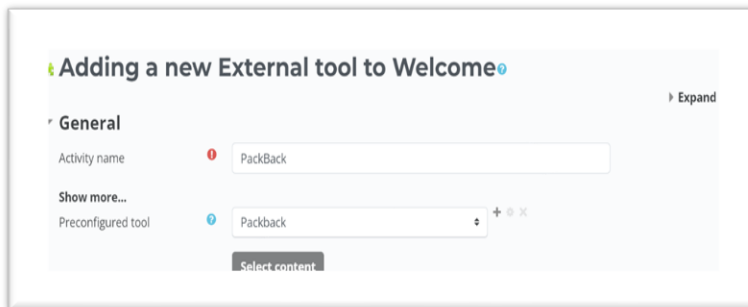 Adding a new External tool to Welcome
Expand
General
Activity name
PackBack
Show more...
Preconfigured tool
Packback
Select content